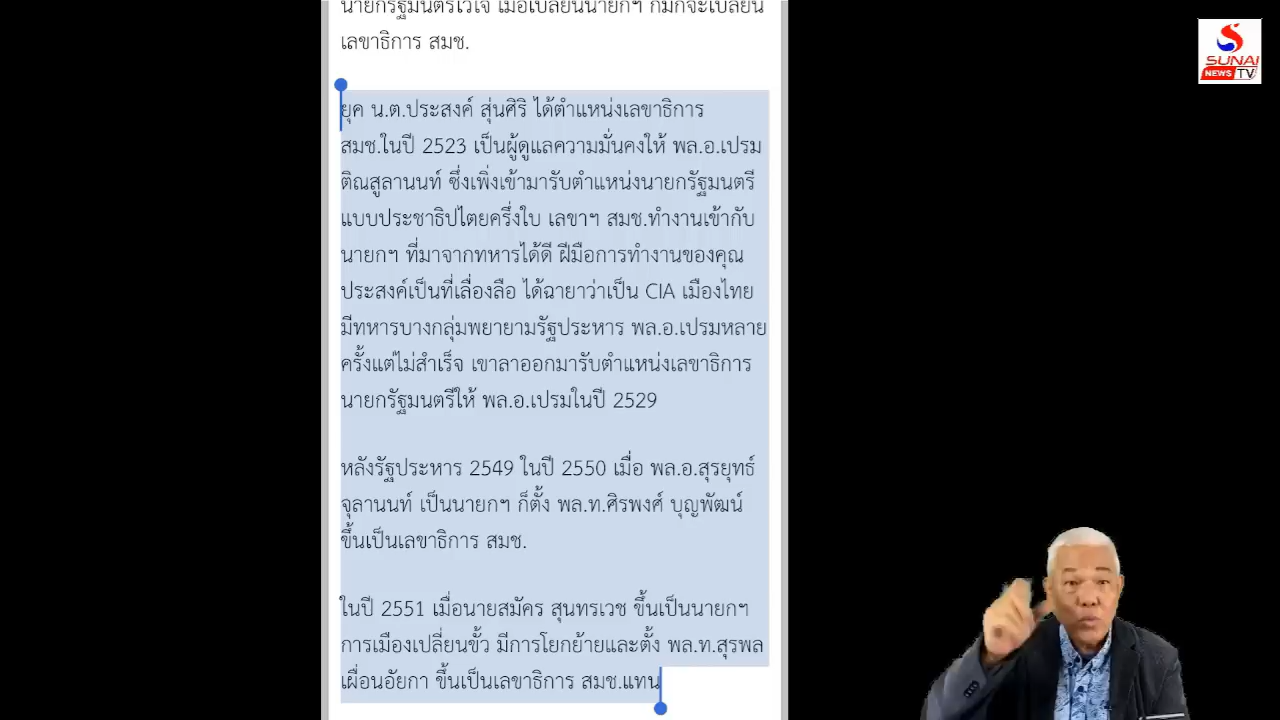 นายกรัฐมนตรีไว้ใจ เมื่อเปลี่ยนนายกฯ ก็มักจะเปลี่ยน
เลขาธิการ สมช.
ยุค น.ต.ประสงค์ สุ่นศิริ ได้ตำแหน่งเลขาธิการ
สมช.ในปี 2523 เป็นผู้ดูแลความมั่นคงให้ พล.อ.เปรม
ติณสูลานนท์ ซึ่งเพิ่งเข้ามารับตำแหน่งนายกรัฐมนตรี
แบบประชาธิปไตยครึ่งใบ เลขาฯ สมช.ทำงานเข้ากับ
นายกฯ ที่มาจากทหารได้ดี ฝีมือการทำงานของคุณ
ประสงค์เป็นที่เลื่องลือ ได้ฉายาว่าเป็น CIA เมืองไทย
มีทหารบางกลุ่มพยายามรัฐประหาร พล.อ.เปรมหลาย
ครั้งแต่ไม่สำเร็จ เขาลาออกมารับตำแหน่งเลขาธิการ
นายกรัฐมนตรีให้ พล.อ.เปรมในปี 2529
หลังรัฐประหาร 2549 ในปี 2550 เมื่อ พล.อ.สุรยุทธ์
จุลานนท์ เป็นนายกฯ ก็ตั้ง พล.ท.ศิรพงศ์ บุญพัฒน์
ขึ้นเป็นเลขาธิการ สมช.
ในปี 2551 เมื่อนายสมัคร สุนทรเวช ขึ้นเป็นนายกฯ
การเมืองเปลี่ยนขั้ว มีการโยกย้ายและตั้ง พล.ท.สุรพล
เผื่อนอัยกา ขึ้นเป็นเลขาธิการ สมช.แทน
SUNAI
NEWS TV